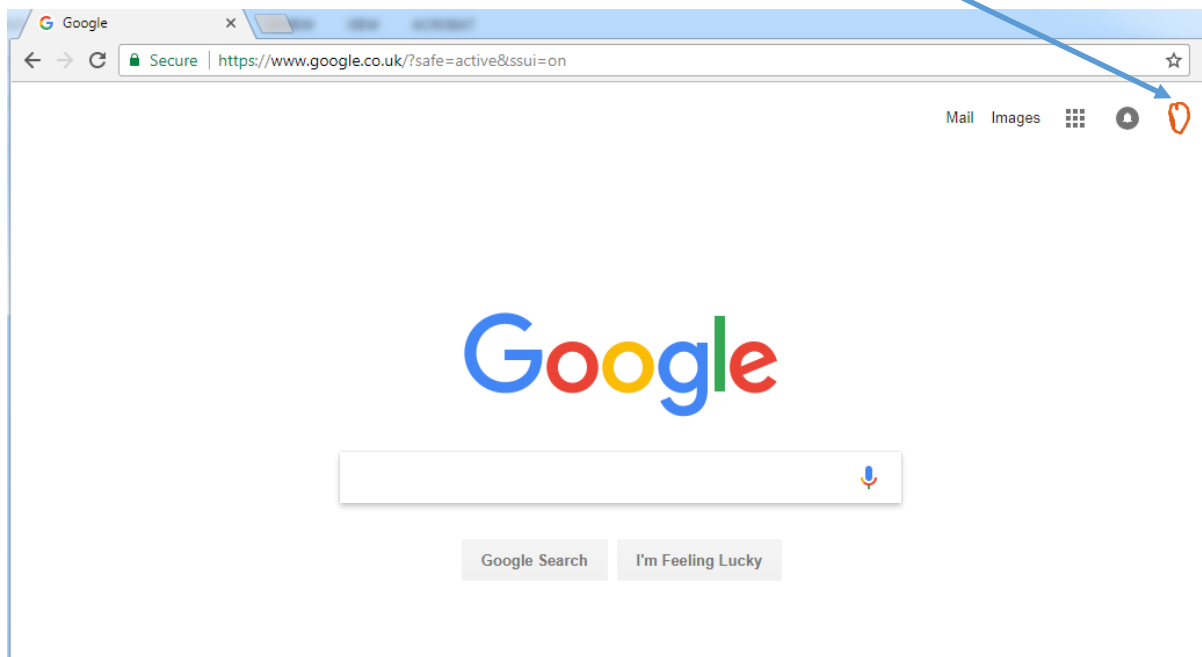 Google
Secure | https://www.google.co.uk/?safe=active&ssui=on
Mail Images
Google
Google Search I'm Feeling Lucky